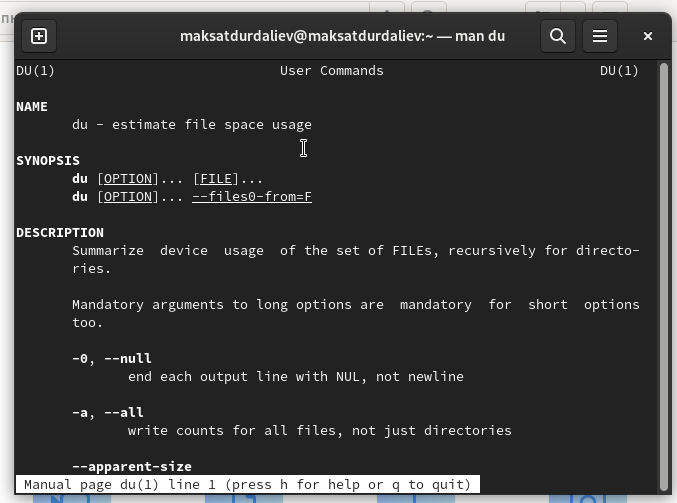 maksatdurdaliev@maksatdurdaliev:~ — man du
DU(1) User Commands DU(1)
NAME
du - estimate file space usage
SYNOPSIS
du [OPTION]... [FILE]...
du [OPTION]... --files0-from=F
DESCRIPTION
Summarize device usage of the set of FILEs, recursively for directo-
ries.
Mandatory arguments to long options are mandatory for short options
too.
-0, --null
end each output line with NUL, not newline
-a, --all
write counts for all files, not just directories
--apparent-size
Manual page du(1) line 1 (press h for help or q to quit)